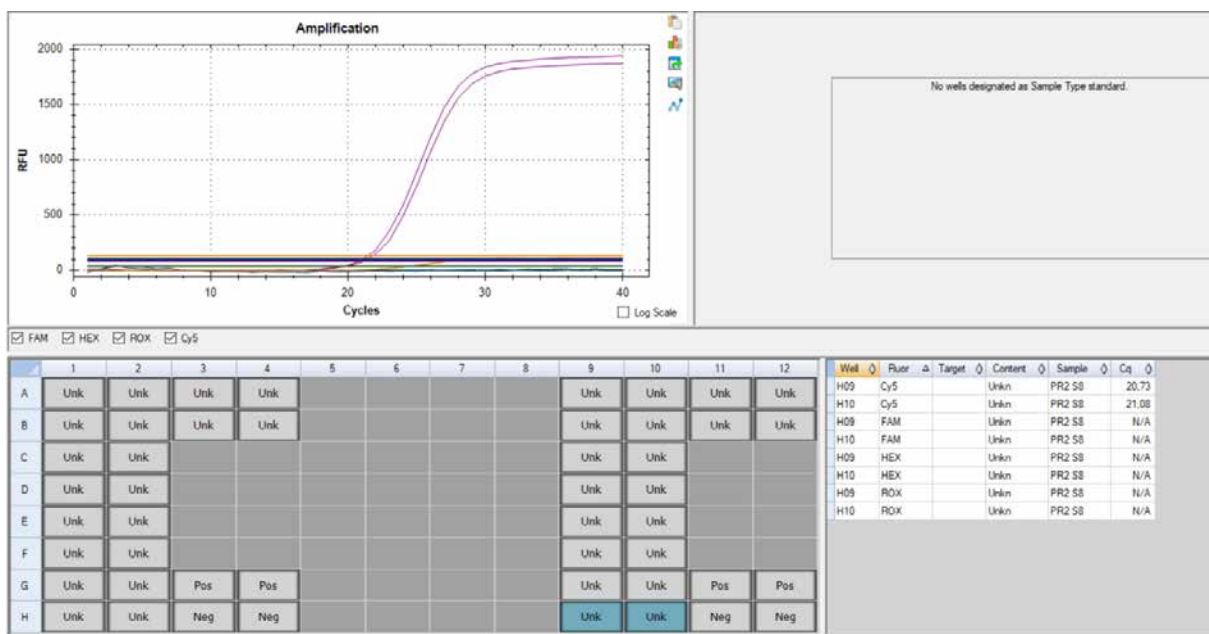 Amplification
2000
1500
1000
500
0
RFU
0 10 20 30 40
Cycles
Log Scale
No wells designated as Sample Type standard.
FAM HEX ROX Cy5
1 2 3 4 5 6 7 8 9 10 11 12
A Unk Unk Unk Unk Unk Unk Unk Unk
B Unk Unk Unk Unk Unk Unk Unk Unk
C Unk Unk Unk Unk
D Unk Unk Unk Unk
E Unk Unk Unk Unk
F Unk Unk Unk Unk
G Unk Unk Pos Pos Unk Unk Pos Pos
H Unk Unk Neg Neg Unk Unk Neg Neg
Well Fluor Target Content Sample Cq
H09 Cy5 Unkn PR2 S8 20,73
H10 Cy5 Unkn PR2 S8 21,08
H09 FAM Unkn PR2 S8 N/A
H10 FAM Unkn PR2 S8 N/A
H09 HEX Unkn PR2 S8 N/A
H10 HEX Unkn PR2 S8 N/A
H09 ROX Unkn PR2 S8 N/A
H10 ROX Unkn PR2 S8 N/A